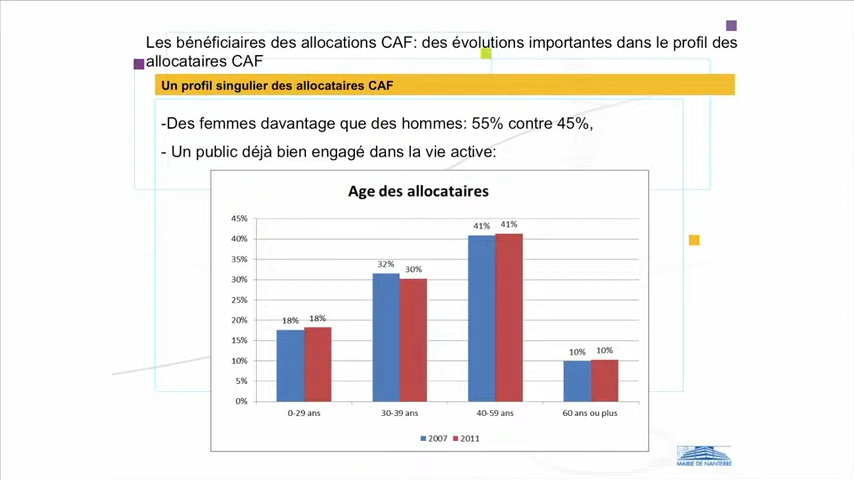 Les bénéficiaires des allocations CAF: des évolutions importantes dans le profil des
allocataires CAF
Un profil singulier des allocataires CAF
-Des femmes davantage que des hommes: 55% contre 45%,
- Un public déjà bien engagé dans la vie active:
Age des allocataires
45%
40%
35%
30%
25%
20%
15%
10%
5%
0%
18% 18%
32% 30%
41% 41%
10% 10%
0-29 ans 30-39 ans 40-59 ans 60 ans ou plus
2007 2011
MAIRIE DE NANTERRE